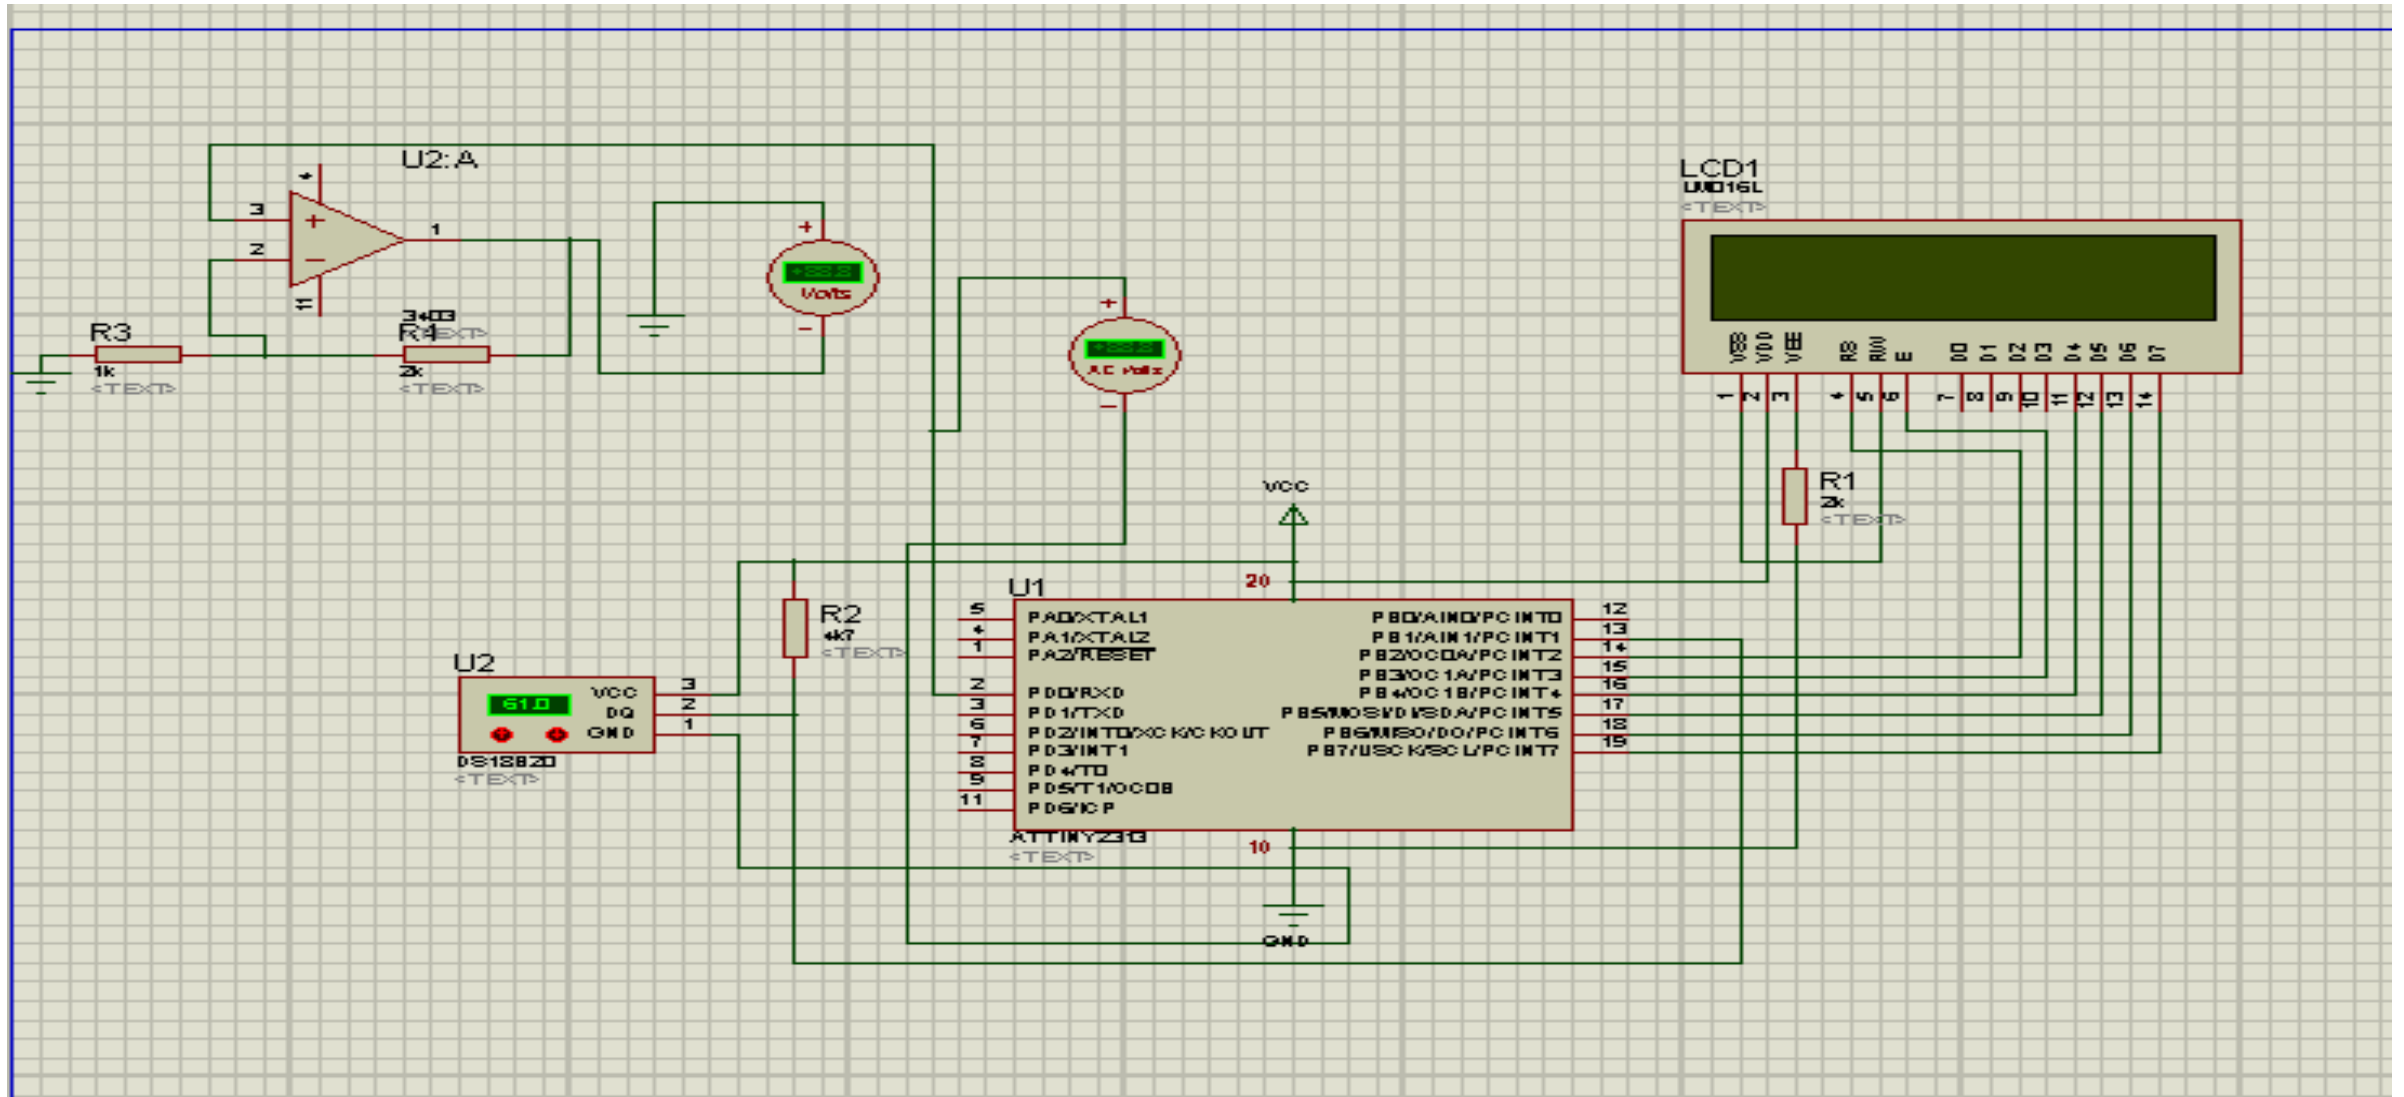 U2:A
4
3
2
1
11
3403
<TEXT>
R3
1k
<TEXT>
R4
2k
<TEXT>
+
Volts
-
+
AC Volts
-
LCD1
LM016L
<TEXT>
VSS VDD VEE RS RW E D0 D1 D2 D3 D4 D5 D6 D7
1 2 3 4 5 6 7 8 9 10 11 12 13 14
R1
2k
<TEXT>
VCC
20
U1
5 PA0/XTAL1
4 PA1/XTAL2
1 PA2/RESET
2 PD0/RXD
3 PD1/TXD
6 PD2/INT0/XCK/CKOUT
7 PD3/INT1
8 PD4/T0
9 PD5/T1/OC0B
11 PD6/ICP
PB0/AIN0/PCINT0 12
PB1/AIN1/PCINT1 13
PB2/OC0A/PCINT2 14
PB3/OC1A/PCINT3 15
PB4/OC1B/PCINT4 16
PB5/MOSI/DI/SDA/PCINT5 17
PB6/MISO/DO/PCINT6 18
PB7/USCK/SCL/PCINT7 19
ATTINY2313
<TEXT>
10
GND
R2
4k7
<TEXT>
U2
61.0
VCC 3
DQ 2
GND 1
DS18B20
<TEXT>